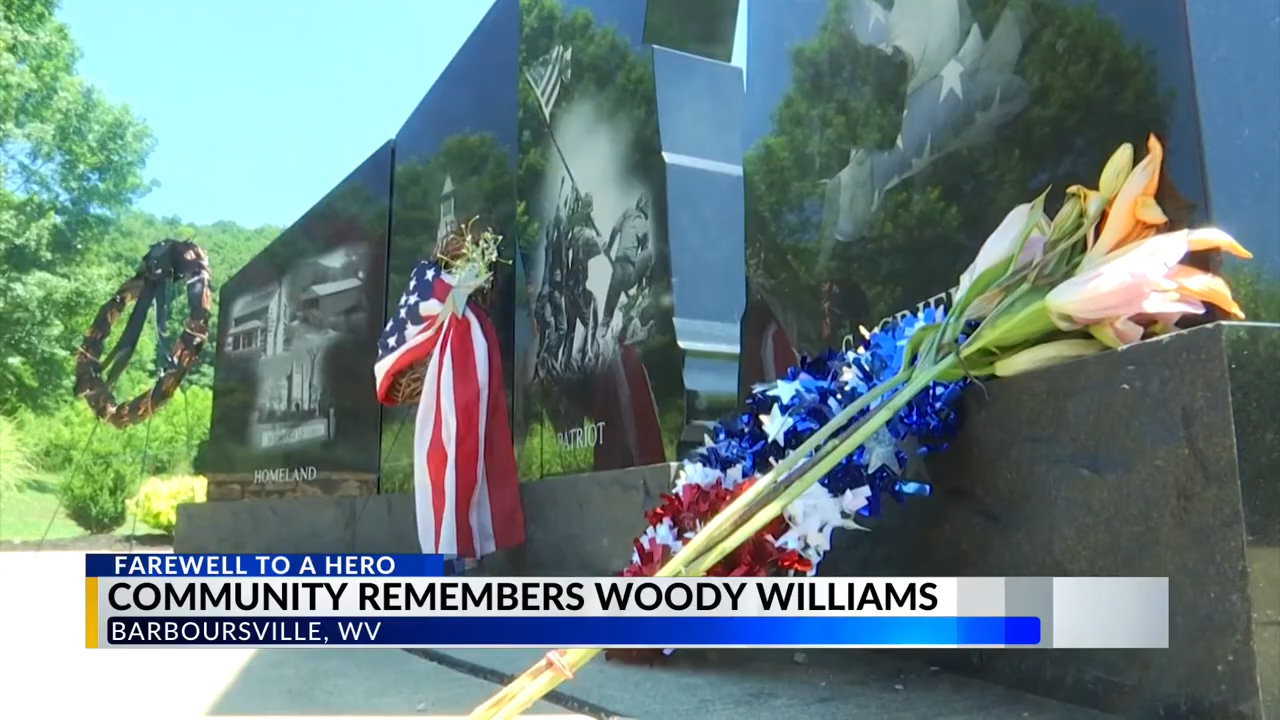 HOMELAND
PATRIOT
FAREWELL TO A HERO
COMMUNITY REMEMBERS WOODY WILLIAMS
BARBOURSVILLE, WV